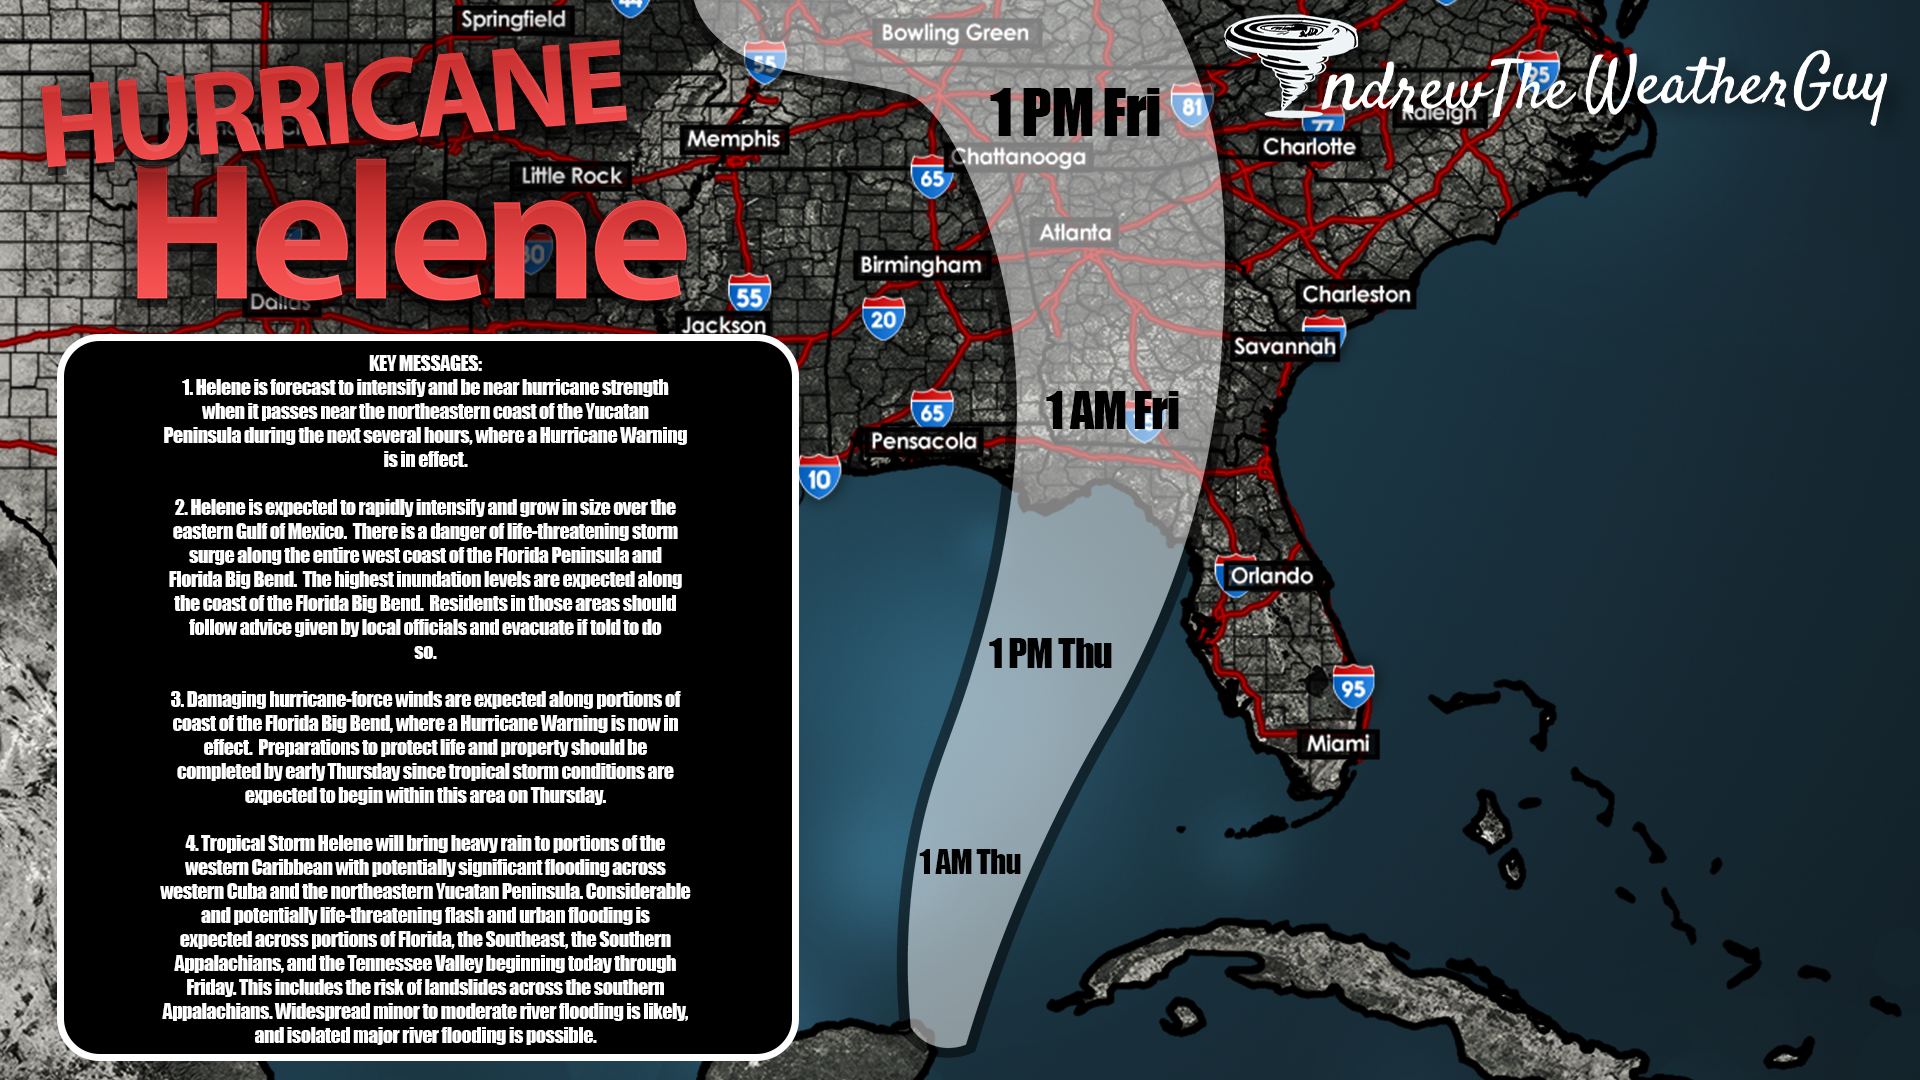 Springfield
44
Bowling Green
HURRICANE
Helene
55
ndrewTheWeatherGuy
95
1 PM Fri
81
77
Raleigh
Memphis
Charlotte
Chattanooga
Little Rock
65
Atlanta
Birmingham
30
Dallas
55
20
Charleston
Jackson
Savannah
KEY MESSAGES:
1. Helene is forecast to intensify and be near hurricane strength
when it passes near the northeastern coast of the Yucatan
Peninsula during the next several hours, where a Hurricane Warning
is in effect.
2. Helene is expected to rapidly intensify and grow in size over the
eastern Gulf of Mexico. There is a danger of life-threatening storm
surge along the entire west coast of the Florida Peninsula and
Florida Big Bend. The highest inundation levels are expected along
the coast of the Florida Big Bend. Residents in those areas should
follow advice given by local officials and evacuate if told to do
so.
3. Damaging hurricane-force winds are expected along portions of
coast of the Florida Big Bend, where a Hurricane Warning is now in
effect. Preparations to protect life and property should be
completed by early Thursday since tropical storm conditions are
expected to begin within this area on Thursday.
4. Tropical Storm Helene will bring heavy rain to portions of the
western Caribbean with potentially significant flooding across
western Cuba and the northeastern Yucatan Peninsula. Considerable
and potentially life-threatening flash and urban flooding is
expected across portions of Florida, the Southeast, the Southern
Appalachians, and the Tennessee Valley beginning today through
Friday. This includes the risk of landslides across the southern
Appalachians. Widespread minor to moderate river flooding is likely,
and isolated major river flooding is possible.
65
1 AM Fri
Pensacola
10
Orlando
1 PM Thu
95
Miami
1 AM Thu